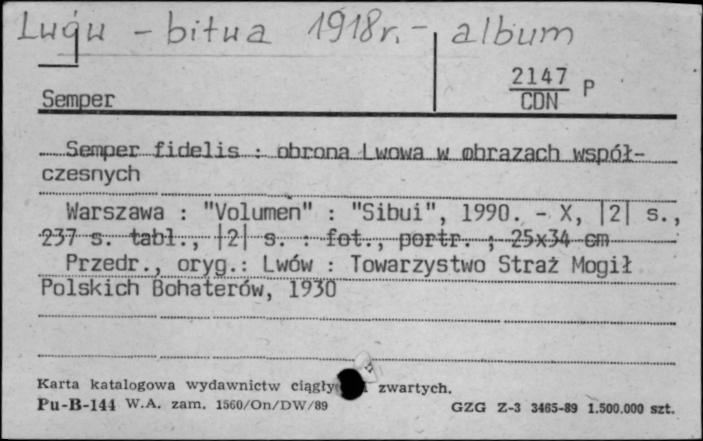 Lwów - bitwa 1918r. - album
2147 P
CDN
Semper
Semper fidelis : obrona Lwowa w obrazach współ-
czesnych
Warszawa : "Volumen" : "Sibui", 1990. - X, |2| s.,
237 s. tabl., |2| s. : fot., portr. ; 25x34 cm
Przedr., oryg.: Lwów : Towarzystwo Straż Mogił
Polskich Bohaterów, 1930
Karta katalogowa wydawnictw zwartych.
Pu-B-144 W.A. zam. 1560/On/DW/89 GZG Z-3 3465-89 1.500.000 szt.